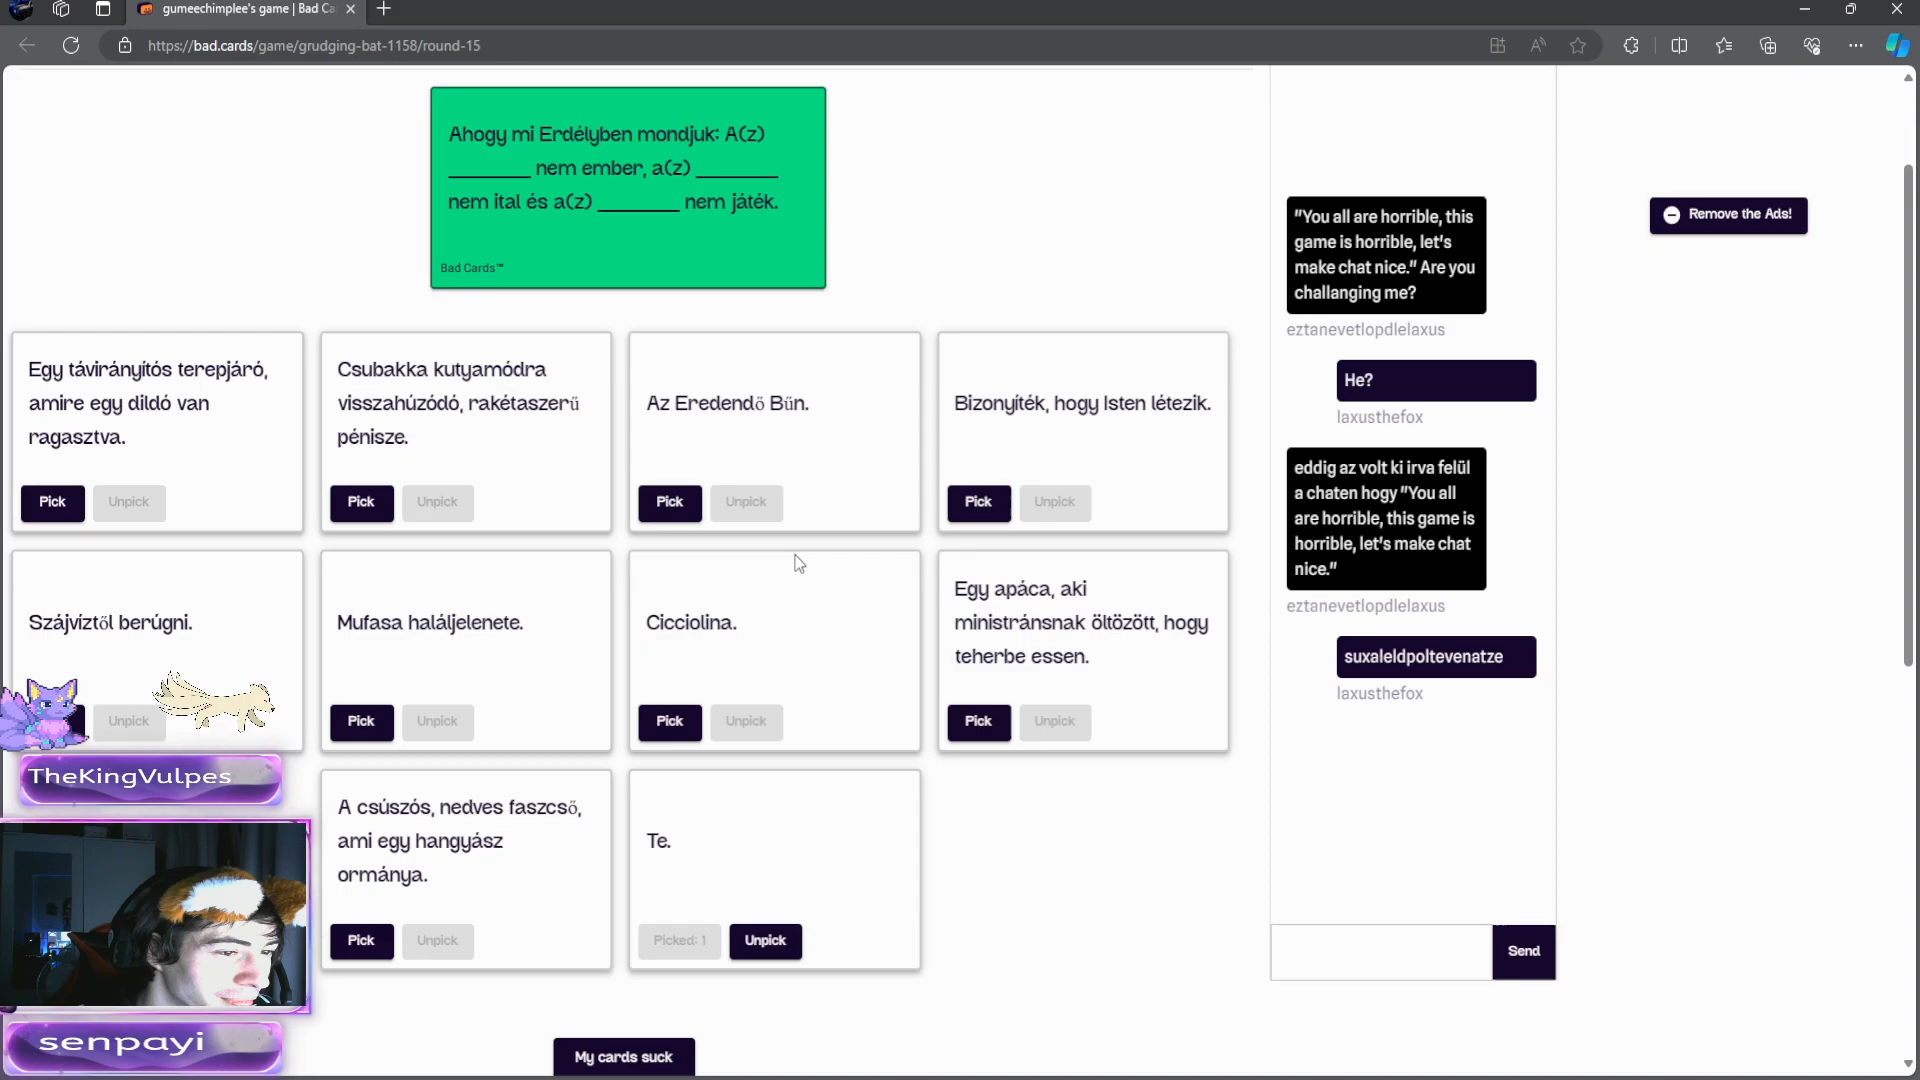 gumeechimplee's game | Bad Ca
https://bad.cards/game/grudging-bat-1158/round-15
Ahogy mi Erdélyben mondjuk: A(z)
________ nem ember, a(z) ________
nem ital és a(z) ________ nem játék.
Bad Cards™
Egy távirányítós terepjáró,
amire egy dildó van
ragasztva.
Pick
Unpick
Csubakka kutyamódra
visszahúzódó, rakétaszerű
pénisze.
Pick
Unpick
Az Eredendő Bűn.
Pick
Unpick
Bizonyíték, hogy Isten létezik.
Pick
Unpick
Szájvíztől berúgni.
Unpick
Mufasa haláljelenete.
Pick
Unpick
Cicciolina.
Pick
Unpick
Egy apáca, aki
ministránsnak öltözött, hogy
teherbe essen.
Pick
Unpick
A csúszós, nedves faszcső,
ami egy hangyász
ormánya.
Pick
Unpick
Te.
Picked: 1
Unpick
My cards suck
TheKingVulpes
senpayi
"You all are horrible, this
game is horrible, let's
make chat nice." Are you
challanging me?
eztanevetlopdlelaxus
He?
laxusthefox
eddig az volt ki irva felül
a chaten hogy "You all
are horrible, this game is
horrible, let's make chat
nice."
eztanevetlopdlelaxus
suxaleldpoltevenatze
laxusthefox
Send
Remove the Ads!